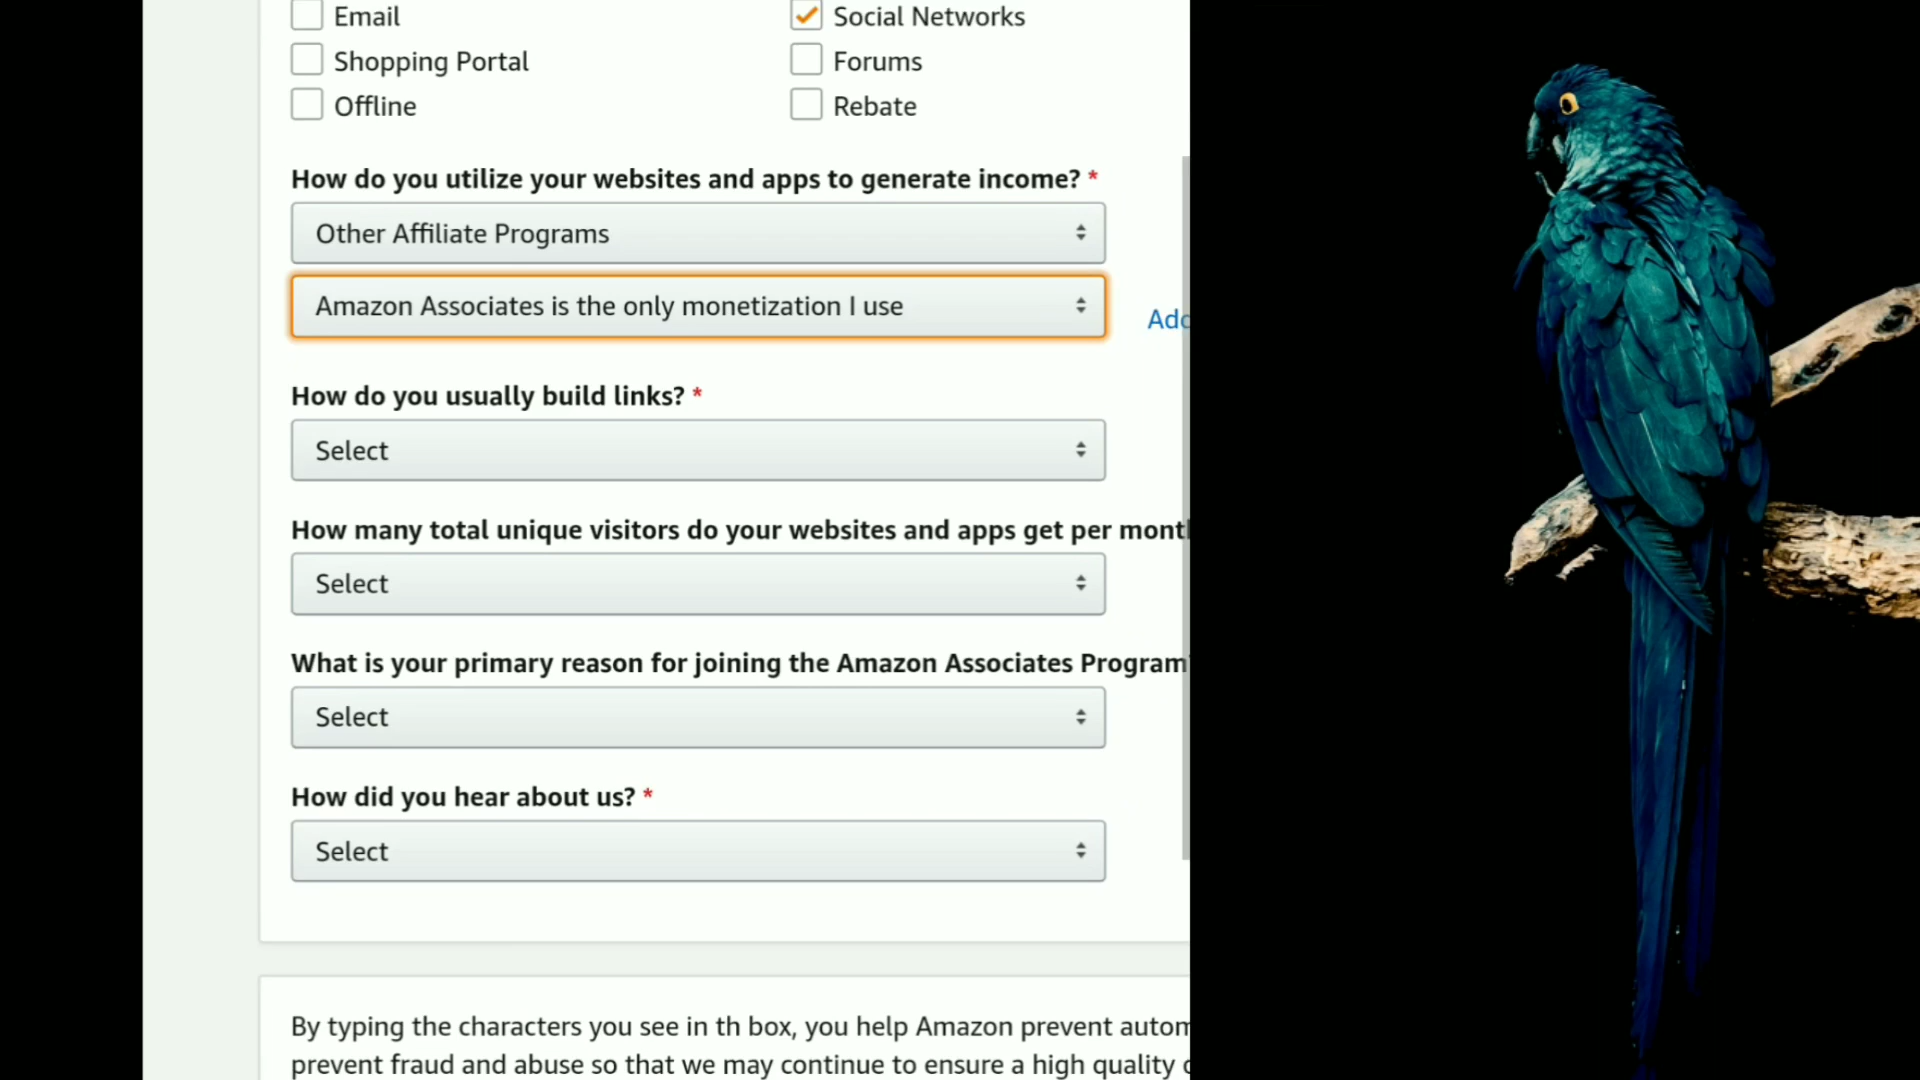 Email
Social Networks
Shopping Portal
Forums
Offline
Rebate
How do you utilize your websites and apps to generate income? *
Other Affiliate Programs
Amazon Associates is the only monetization I use
Add
How do you usually build links? *
Select
How many total unique visitors do your websites and apps get per month
Select
What is your primary reason for joining the Amazon Associates Program?
Select
How did you hear about us? *
Select
By typing the characters you see in th box, you help Amazon prevent autom
prevent fraud and abuse so that we may continue to ensure a high quality